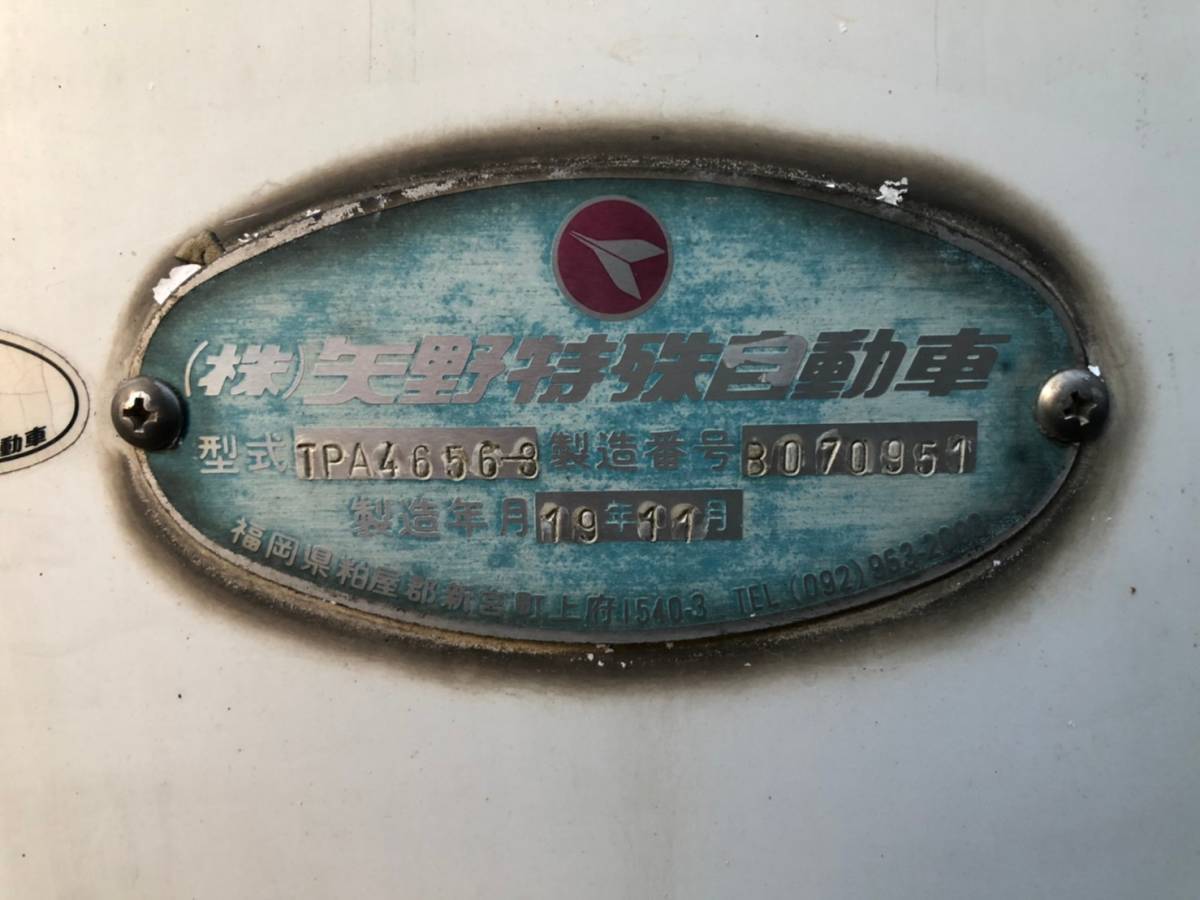 (株)矢野特殊自動車
型式 TPA4656-8 製造番号 B070951
製造年月 19年11月
福岡県粕屋郡新宮町上府1540-3 TEL (092) 963-2000
動車